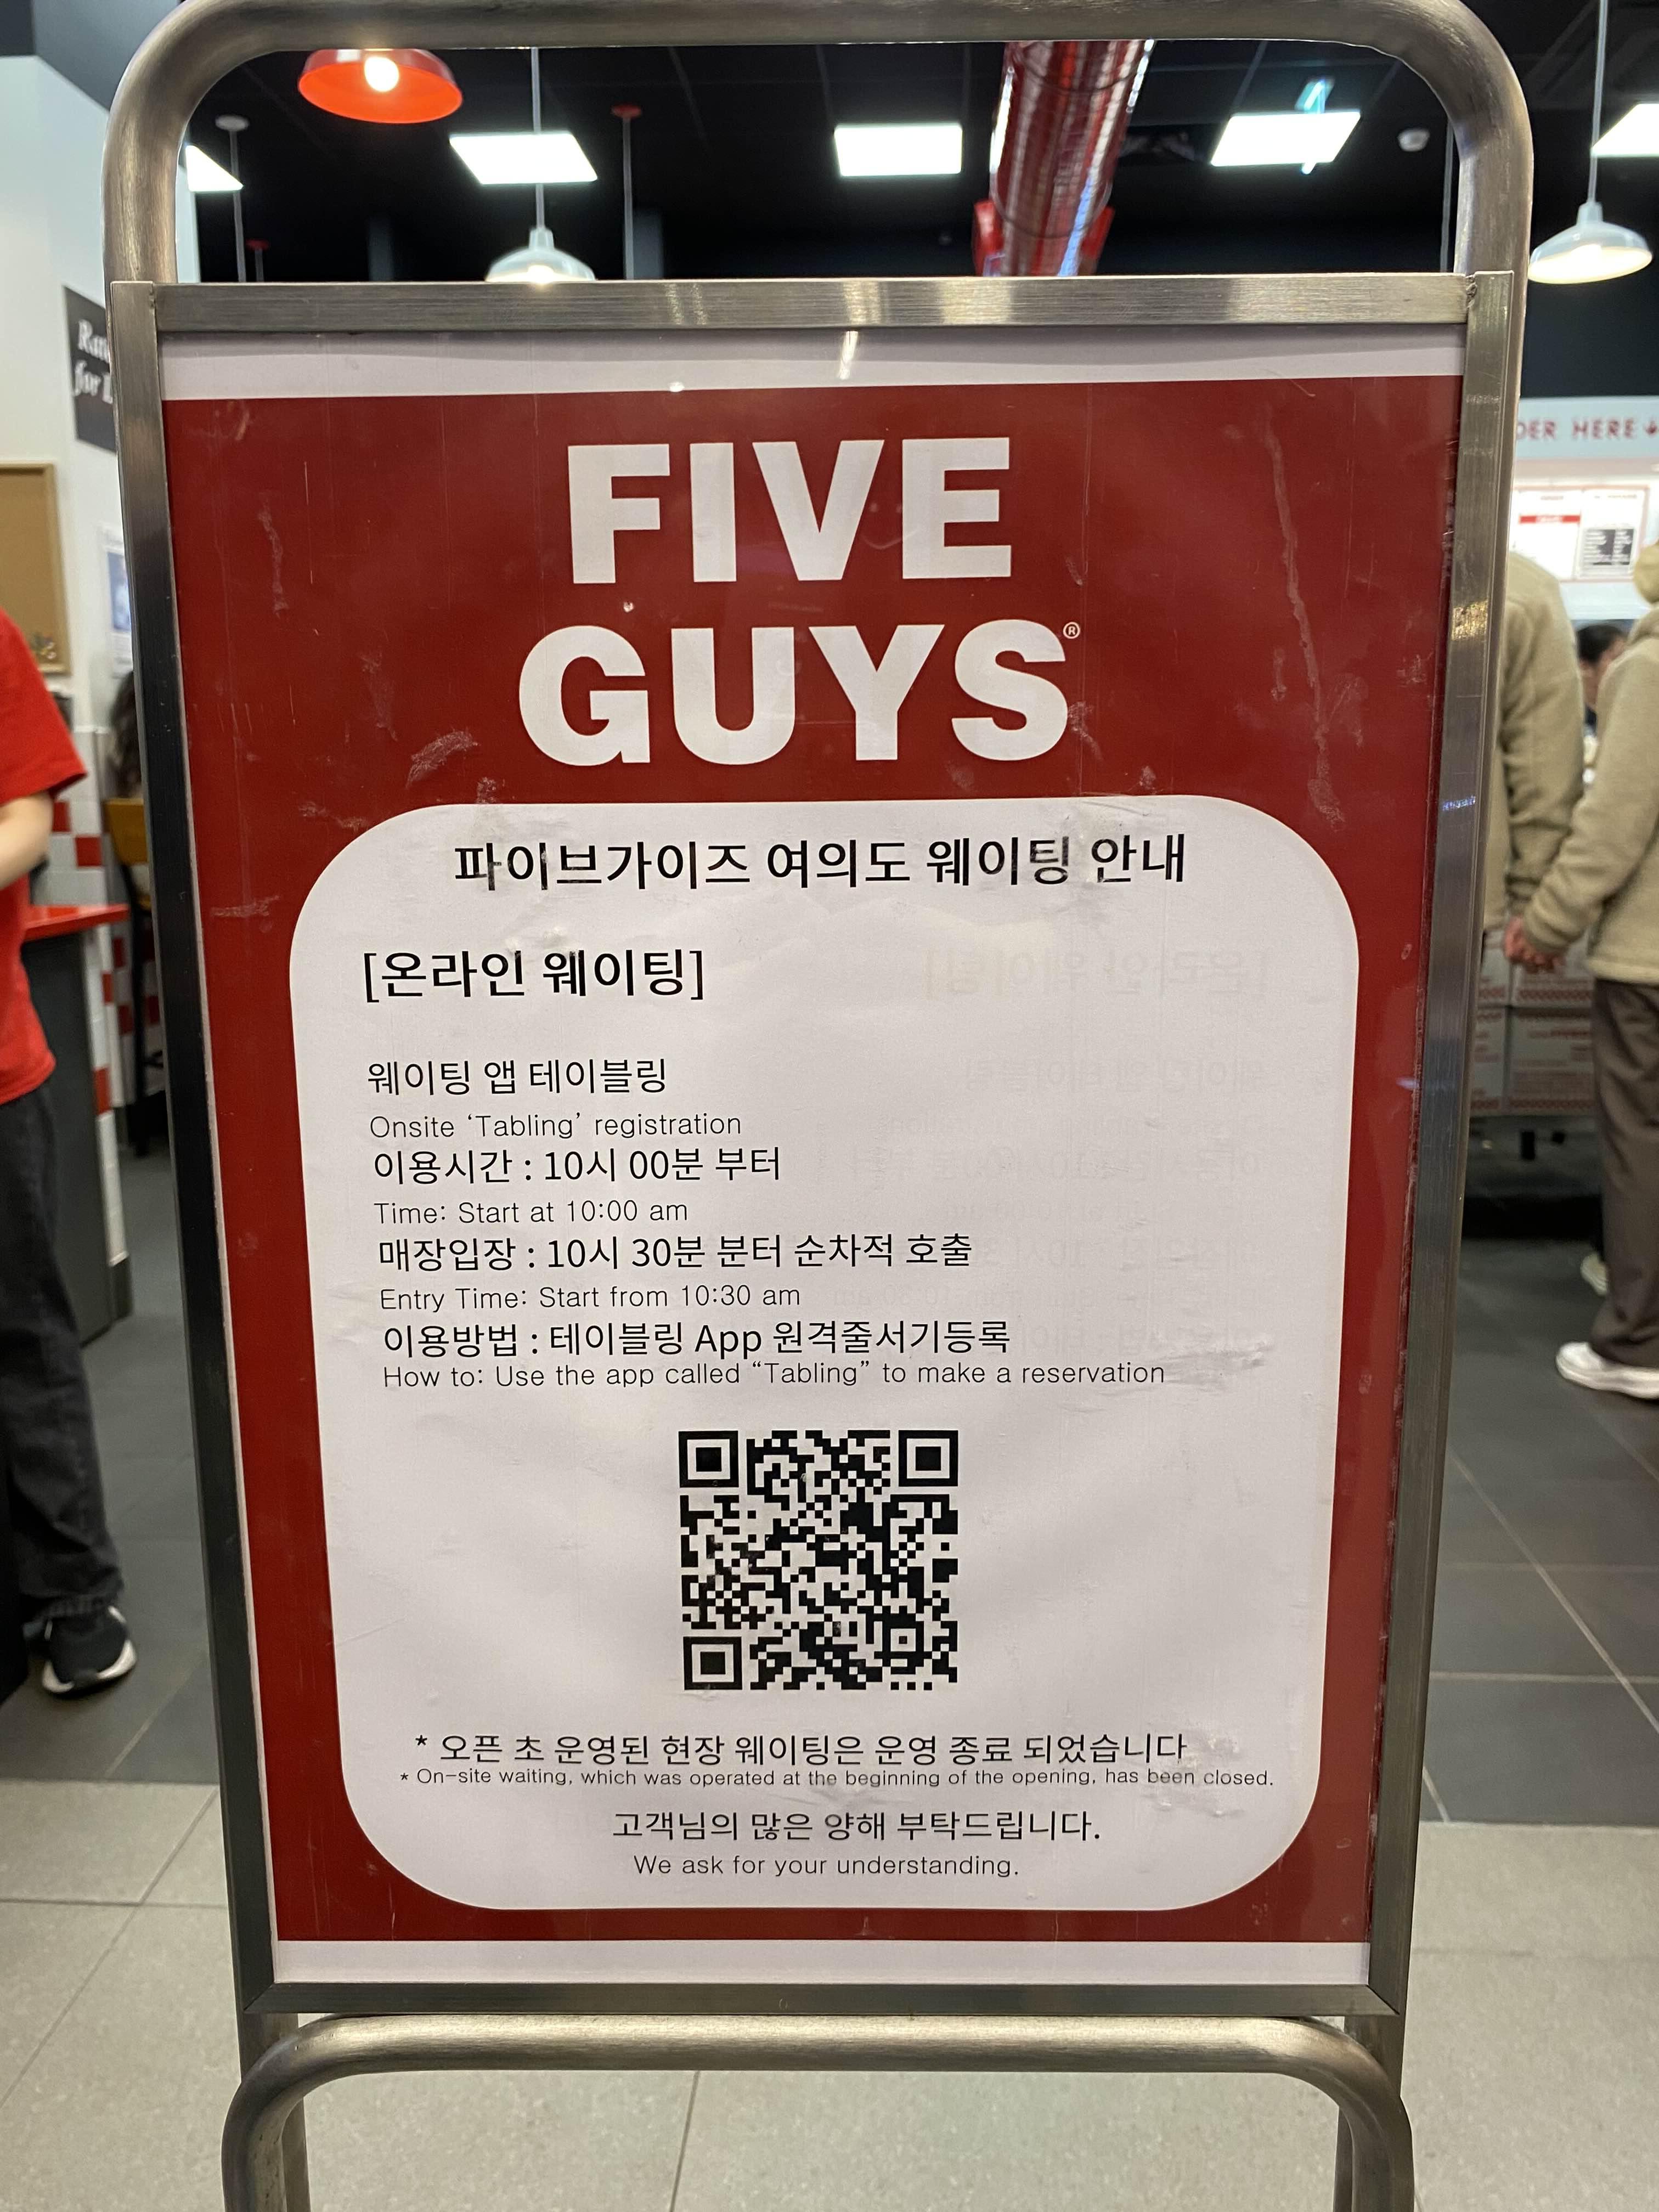 FIVE
GUYS®
파이브가이즈 여의도 웨이팅 안내
[온라인 웨이팅]
웨이팅 앱 테이블링
Onsite ‘Tabling’ registration
이용시간 : 10시 00분 부터
Time: Start at 10:00 am
매장입장 : 10시 30분 분터 순차적 호출
Entry Time: Start from 10:30 am
이용방법 : 테이블링 App 원격줄서기등록
How to: Use the app called “Tabling” to make a reservation
* 오픈 초 운영된 현장 웨이팅은 운영 종료 되었습니다
* On-site waiting, which was operated at the beginning of the opening, has been closed.
고객님의 많은 양해 부탁드립니다.
We ask for your understanding.
HERE
for